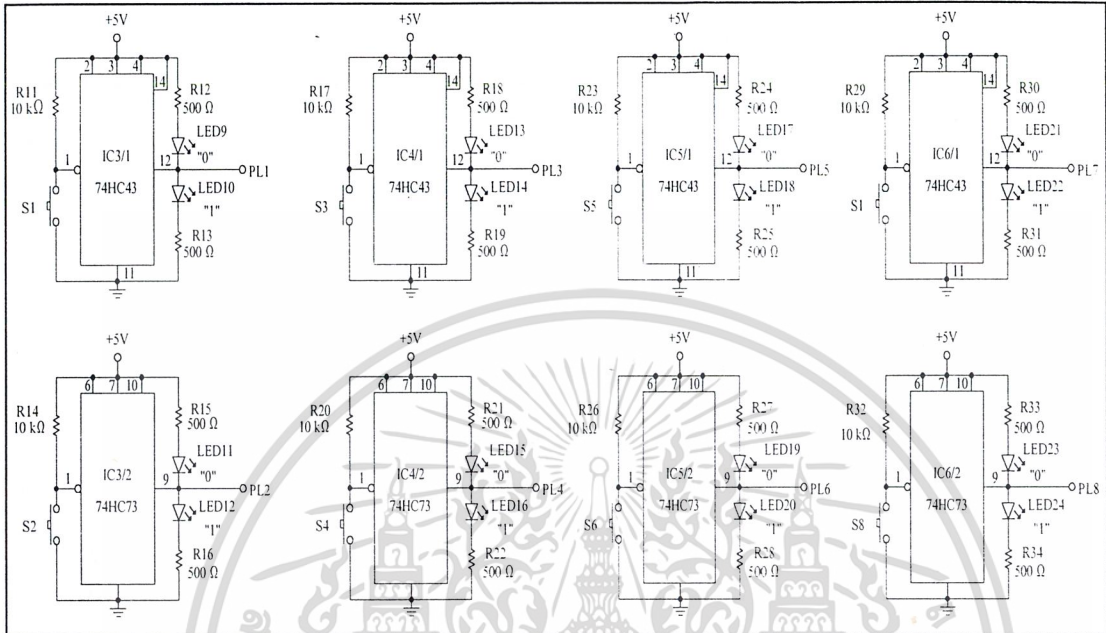 +5V
2 3 4 14
R11
10 kΩ
R12
500 Ω
LED9
"0"
1
IC3/1
74HC43
12
PL1
LED10
"1"
S1
R13
500 Ω
11
+5V
2 3 4 14
R17
10 kΩ
R18
500 Ω
LED13
"0"
1
IC4/1
74HC43
12
PL3
LED14
"1"
S3
R19
500 Ω
11
+5V
2 3 4 14
R23
10 kΩ
R24
500 Ω
LED17
"0"
1
IC5/1
74HC43
12
PL5
LED18
"1"
S5
R25
500 Ω
11
+5V
2 3 4 14
R29
10 kΩ
R30
500 Ω
LED21
"0"
1
IC6/1
74HC43
12
PL7
LED22
"1"
S1
R31
500 Ω
11
+5V
6 7 10
R14
10 kΩ
R15
500 Ω
LED11
"0"
1
IC3/2
74HC73
9
PL2
LED12
"1"
S2
R16
500 Ω
+5V
6 7 10
R20
10 kΩ
R21
500 Ω
LED15
"0"
1
IC4/2
74HC73
9
PL4
LED16
"1"
S4
R22
500 Ω
+5V
6 7 10
R26
10 kΩ
R27
500 Ω
LED19
"0"
1
IC5/2
74HC73
9
PL6
LED20
"1"
S6
R28
500 Ω
+5V
6 7 10
R32
10 kΩ
R33
500 Ω
LED23
"0"
1
IC6/2
74HC73
9
PL8
LED24
"1"
S8
R34
500 Ω